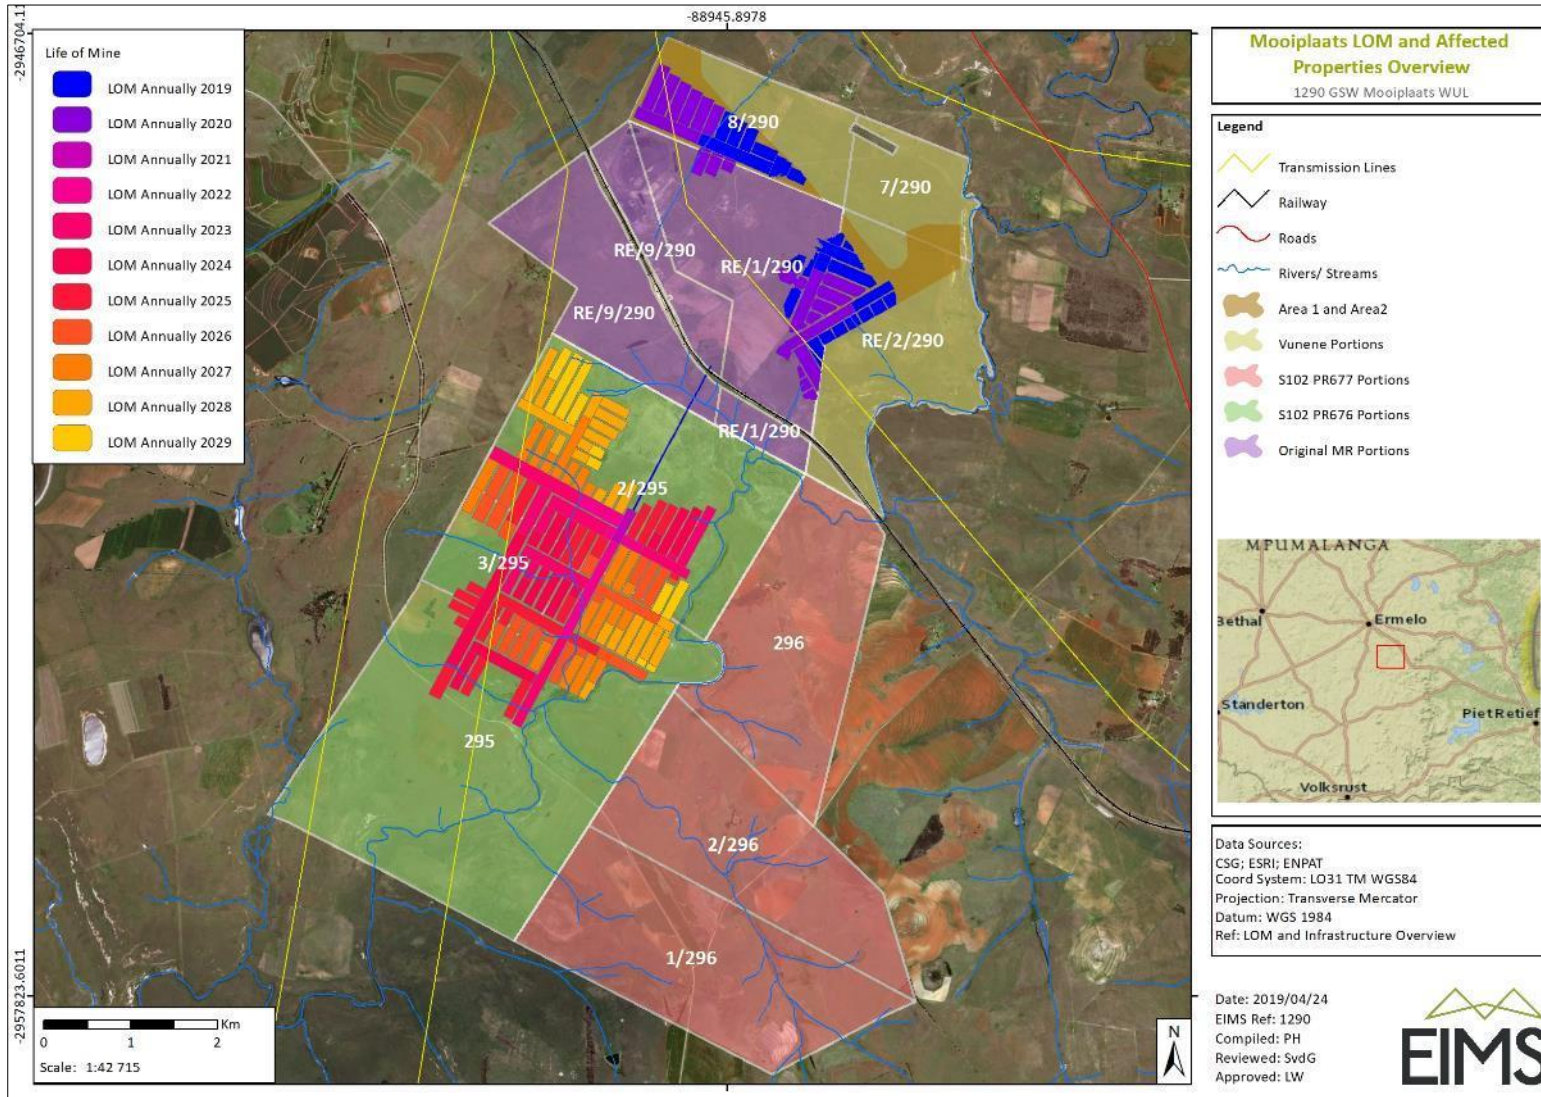 -88945.8978
-2946704.11
-2957823.6011
Life of Mine
LOM Annually 2019
LOM Annually 2020
LOM Annually 2021
LOM Annually 2022
LOM Annually 2023
LOM Annually 2024
LOM Annually 2025
LOM Annually 2026
LOM Annually 2027
LOM Annually 2028
LOM Annually 2029
8/290
7/290
RE/9/290
RE/1/290
RE/9/290
RE/2/290
RE/1/290
2/295
3/295
296
295
2/296
1/296
Km
0 1 2
Scale: 1:42 715
N
Mooiplaats LOM and Affected
Properties Overview
1290 GSW Mooiplaats WUL
Legend
Transmission Lines
Railway
Roads
Rivers/ Streams
Area 1 and Area2
Vunene Portions
S102 PR677 Portions
S102 PR676 Portions
Original MR Portions
MPUMALANGA
Bethal
Ermelo
Standerton
Piet Retief
Volksrust
Data Sources:
CSG; ESRI; ENPAT
Coord System: LO31 TM WGS84
Projection: Transverse Mercator
Datum: WGS 1984
Ref: LOM and Infrastructure Overview
Date: 2019/04/24
EIMS Ref: 1290
Compiled: PH
Reviewed: SvdG
Approved: LW
EIMS